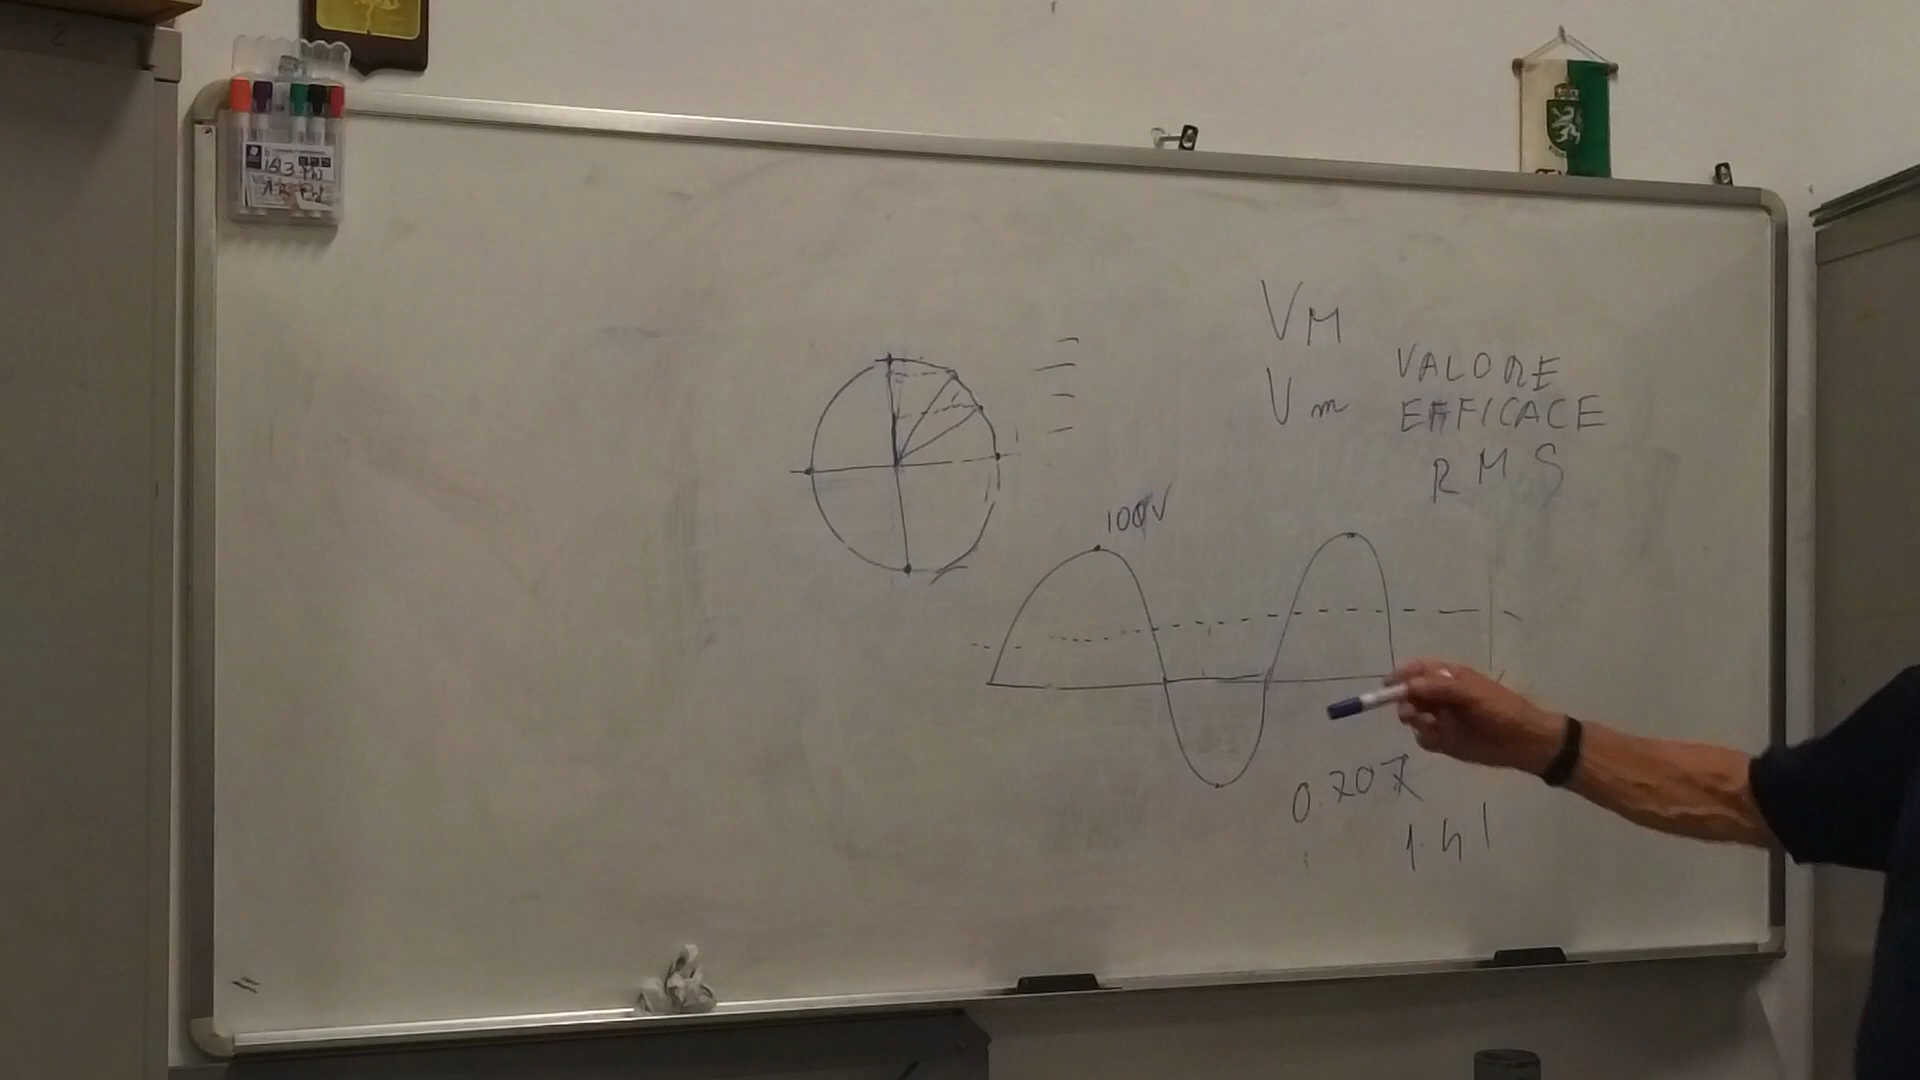 VM
Vm
VALORE
EFFICACE
RMS
100V
0.707
1.41